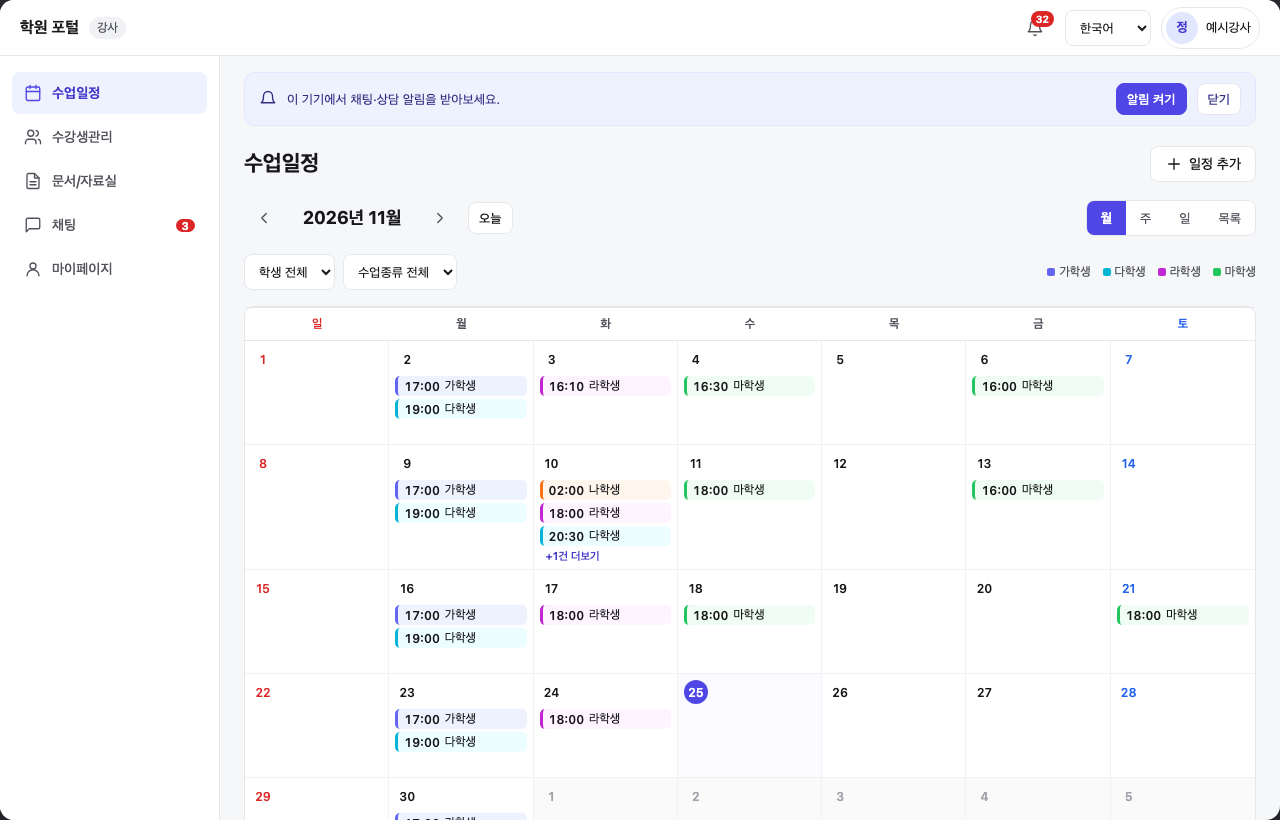 학원 포털 강사 32 한국어 정 예시강사
수업일정
수강생관리
문서/자료실
채팅 3
마이페이지
이 기기에서 채팅·상담 알림을 받아보세요. 알림 켜기 닫기
수업일정 일정 추가
2026년 11월 오늘 월 주 일 목록
학생 전체 수업종류 전체 가학생 다학생 라학생 마학생
일 월 화 수 목 금 토
1 2 3 4 5 6 7
17:00 가학생 16:10 라학생 16:30 마학생 16:00 마학생
19:00 다학생
8 9 10 11 12 13 14
17:00 가학생 02:00 나학생 18:00 마학생 16:00 마학생
19:00 다학생 18:00 라학생
20:30 다학생
+1건 더보기
15 16 17 18 19 20 21
17:00 가학생 18:00 라학생 18:00 마학생 18:00 마학생
19:00 다학생
22 23 24 25 26 27 28
17:00 가학생 18:00 라학생
19:00 다학생
29 30 1 2 3 4 5